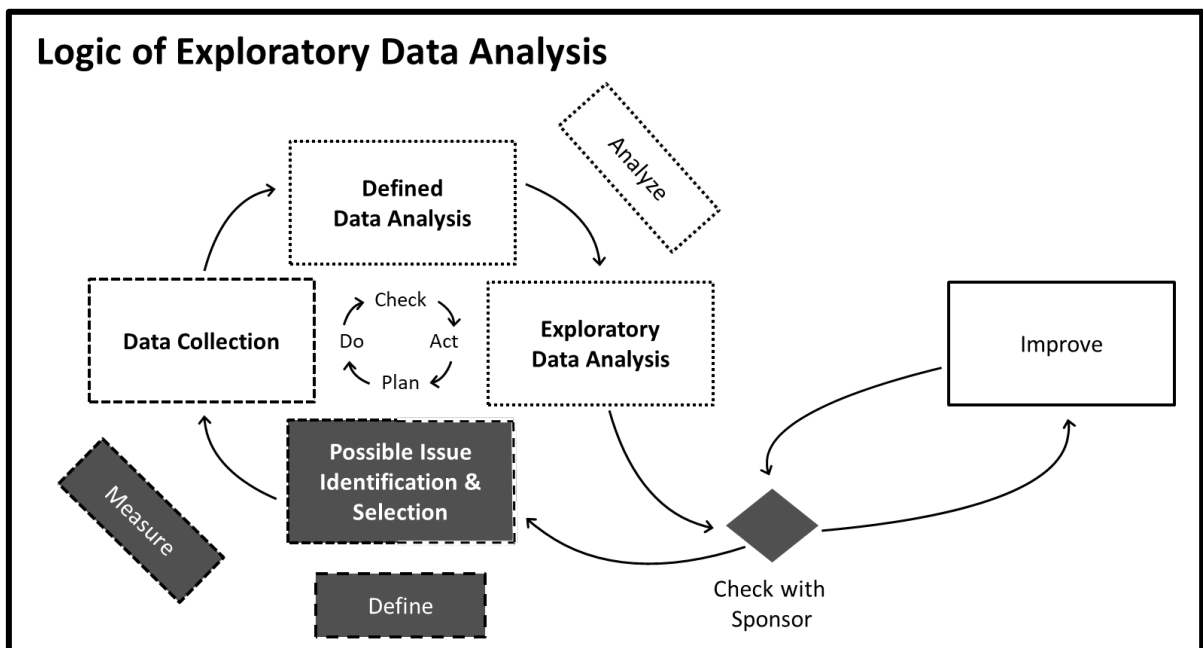 Logic of Exploratory Data Analysis
Analyze
Defined
Data Analysis
Data Collection
Check
Do
Act
Plan
Exploratory
Data Analysis
Improve
Possible Issue
Identification &
Selection
Measure
Define
Check with
Sponsor